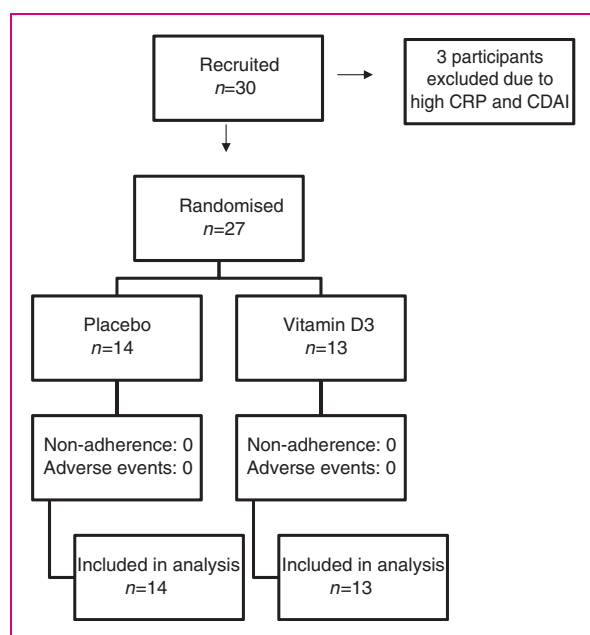 Recruited
n=30
3 participants
excluded due to
high CRP and CDAI
Randomised
n=27
Placebo
n=14
Vitamin D3
n=13
Non-adherence: 0
Adverse events: 0
Non-adherence: 0
Adverse events: 0
Included in analysis
n=14
Included in analysis
n=13